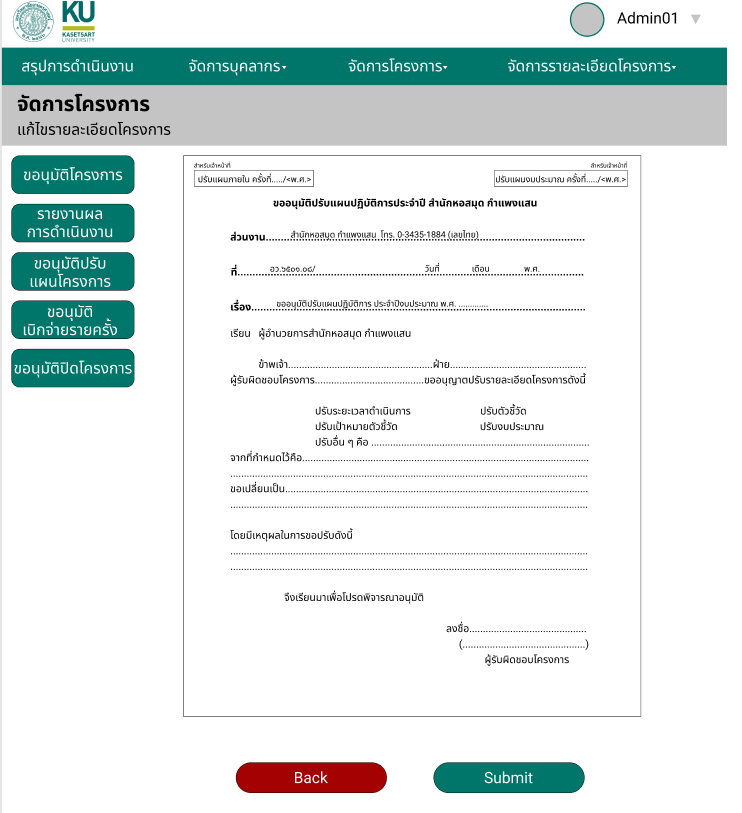 KU
KASETSART
UNIVERSITY
Admin01
สรุปการดำเนินงาน จัดการบุคลากร จัดการโครงการ จัดการรายละเอียดโครงการ
จัดการโครงการ
แก้ไขรายละเอียดโครงการ
ขอนุมัติโครงการ
รายงานผล
การดำเนินงาน
ขอนุมัติปรับ
แผนโครงการ
ขอนุมัติ
เบิกจ่ายรายครั้ง
ขอนุมัติปิดโครงการ
สำหรับเจ้าหน้าที่ สำหรับเจ้าหน้าที่
ปรับแผนภายใน ครั้งที่...../<พ.ศ.> ปรับแผนงบประมาณ ครั้งที่...../<พ.ศ.>
ขออนุมัติปรับแผนปฏิบัติการประจำปี สำนักหอสมุด กำแพงแสน
ส่วนงาน สำนักหอสมุด กำแพงแสน โทร. 0-3435-1884 (เลขไทย)
ที่ อว.๖๕๐๑.๐๘/ วันที่ เดือน พ.ศ.
เรื่อง ขออนุมัติปรับแผนปฏิบัติการ ประจำปีงบประมาณ พ.ศ. .............
เรียน ผู้อำนวยการสำนักหอสมุด กำแพงแสน
ข้าพเจ้า..................................................ฝ่าย...............................................
ผู้รับผิดชอบโครงการ.......................................ขออนุญาตปรับรายละเอียดโครงการดังนี้
ปรับระยะเวลาดำเนินการ ปรับตัวชี้วัด
ปรับเป้าหมายตัวชี้วัด ปรับงบประมาณ
ปรับอื่น ๆ คือ ..............................................................................
จากที่กำหนดไว้คือ......................................................................................................
ขอเปลี่ยนเป็น............................................................................................................
โดยมีเหตุผลในการขอปรับดังนี้
จึงเรียนมาเพื่อโปรดพิจารณาอนุมัติ
ลงชื่อ..........................................
(............................................)
ผู้รับผิดชอบโครงการ
Back Submit